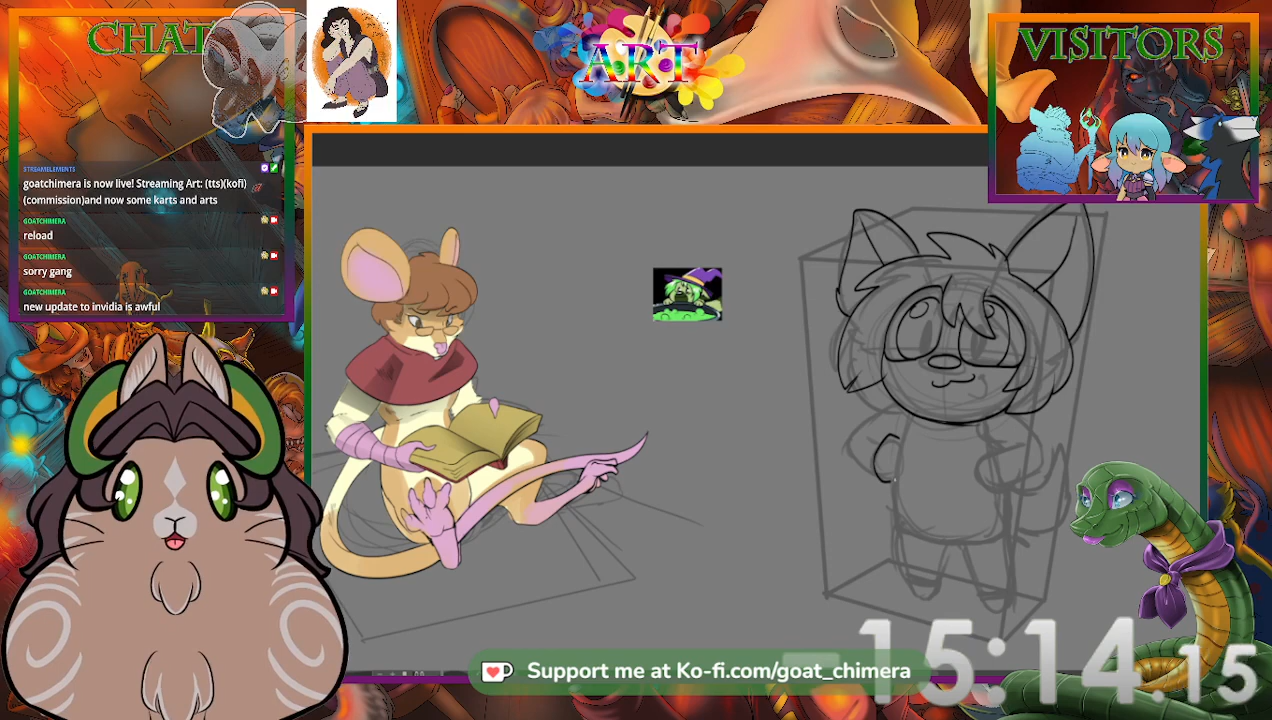 CHAT
ART
VISITORS
STREAMELEMENTS
goatchimera is now live! Streaming Art: (tts)(kofi)
(commission)and now some karts and arts
GOATCHIMERA
reload
GOATCHIMERA
sorry gang
GOATCHIMERA
new update to invidia is awful
Support me at Ko-fi.com/goat_chimera
15:14.15